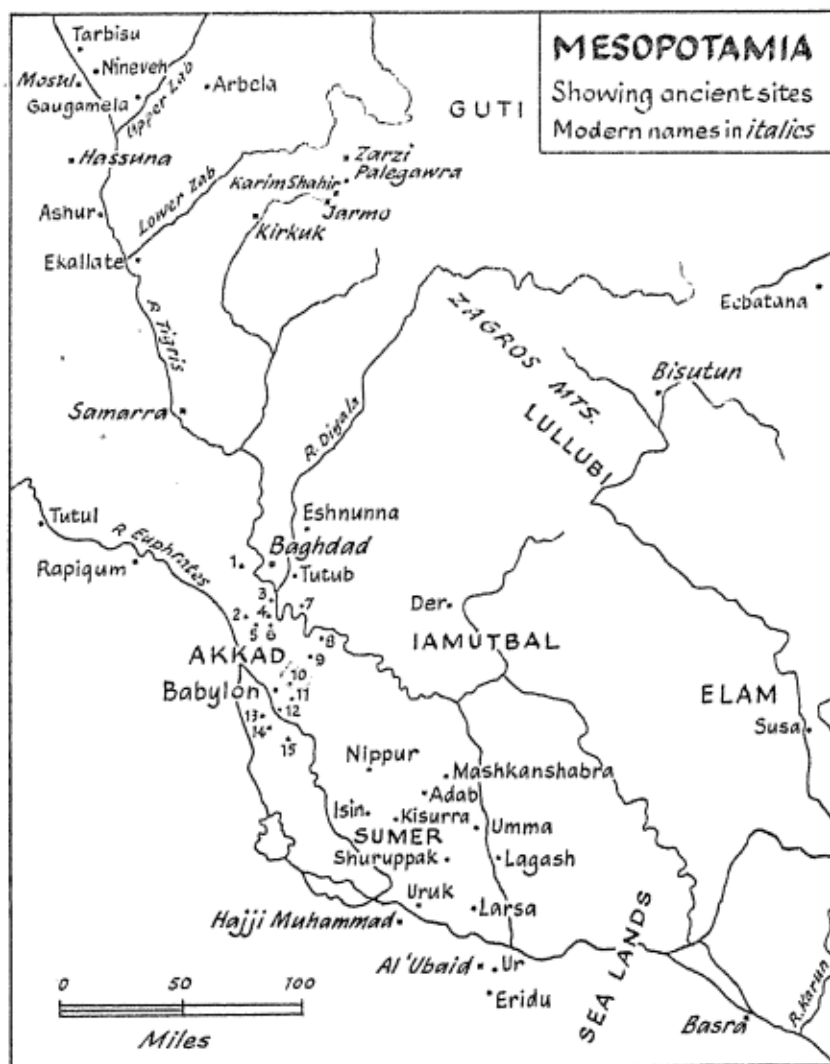 MESOPOTAMIA
Showing ancient sites
Modern names in italics
Tarbisu
Nineveh
Mosul
Gaugamela
Upper Zab
Arbela
GUTI
Hassuna
Zarzi
Palegawra
Karim Shahir
Jarmo
Lower Zab
Ashur
Kirkuk
Ekallate
R. Tigris
ZAGROS MTS.
Ecbatana
Bisutun
LULLUBI
Samarra
R. Diyala
Tutul
R. Euphrates
Rapiqum
Eshnunna
Baghdad
1
Tutub
3
7
2
4
5
6
8
Der
AKKAD
9
IAMUTBAL
10
Babylon
11
12
13
14
15
ELAM
Susa
Nippur
Mashkanshabra
Adab
Isin
Kisurra
Umma
SUMER
Shuruppak
Lagash
Uruk
Larsa
Hajji Muhammad
SEA LANDS
Al 'Ubaid
Ur
Eridu
R. Karun
Basra
0 50 100
Miles